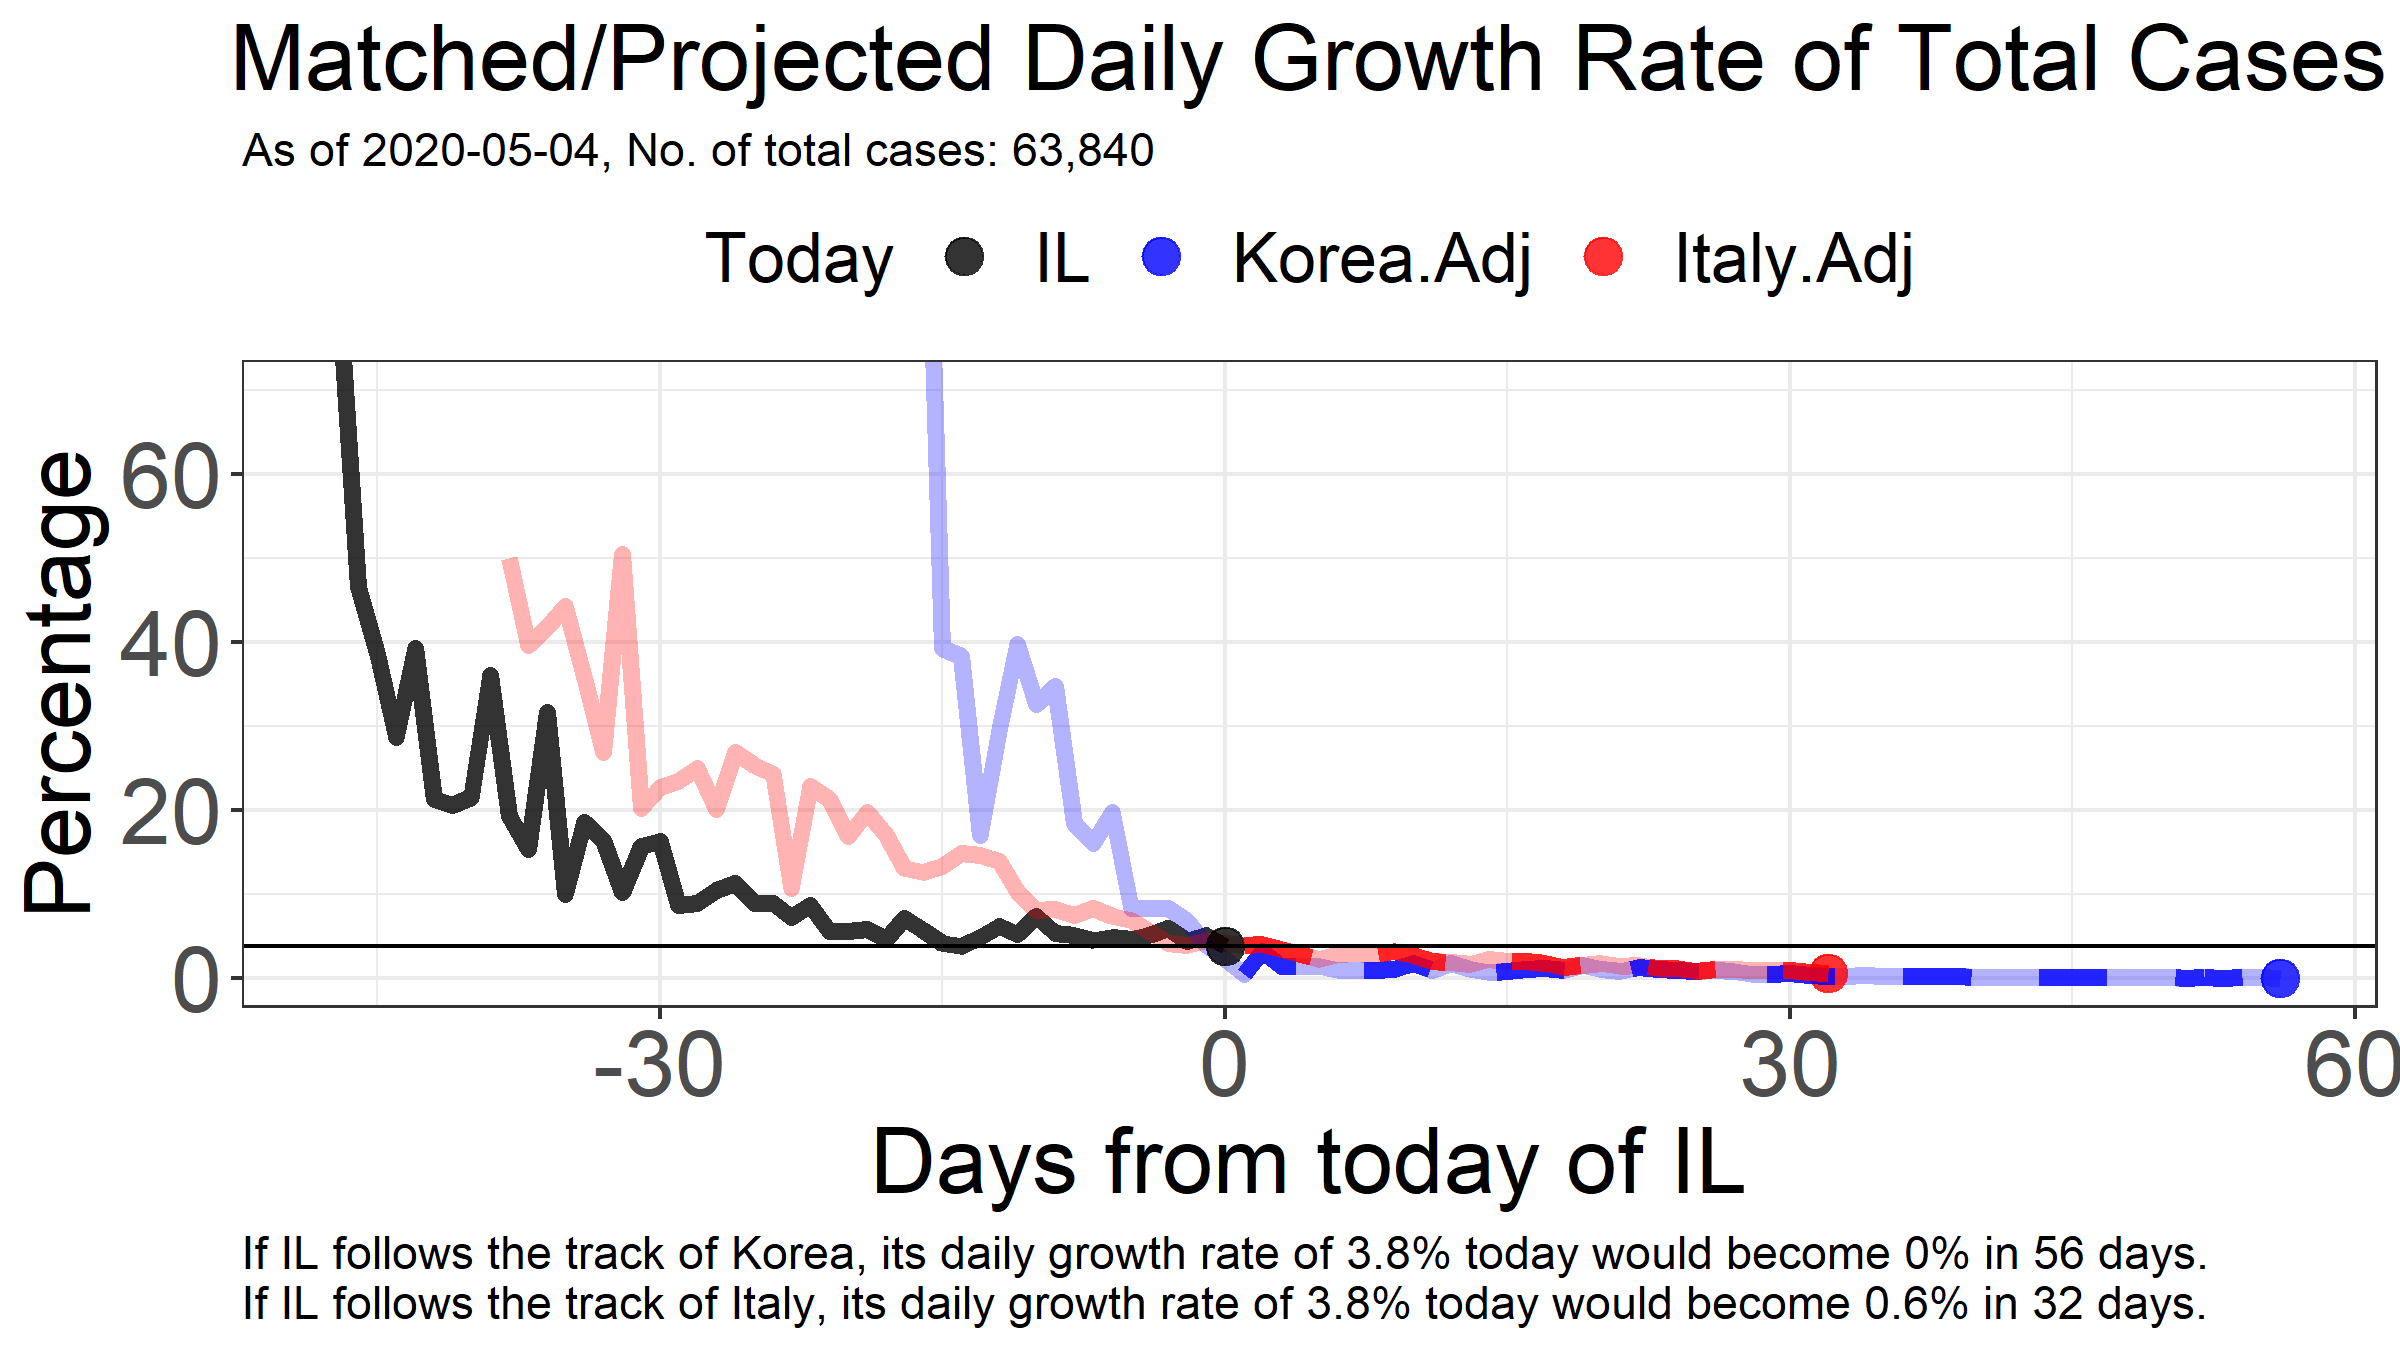 Matched/Projected Daily Growth Rate of Total Cases
As of 2020-05-04, No. of total cases: 63,840
Today IL Korea.Adj Italy.Adj
Percentage
60
40
20
0
-30 0 30 60
Days from today of IL
If IL follows the track of Korea, its daily growth rate of 3.8% today would become 0% in 56 days.
If IL follows the track of Italy, its daily growth rate of 3.8% today would become 0.6% in 32 days.